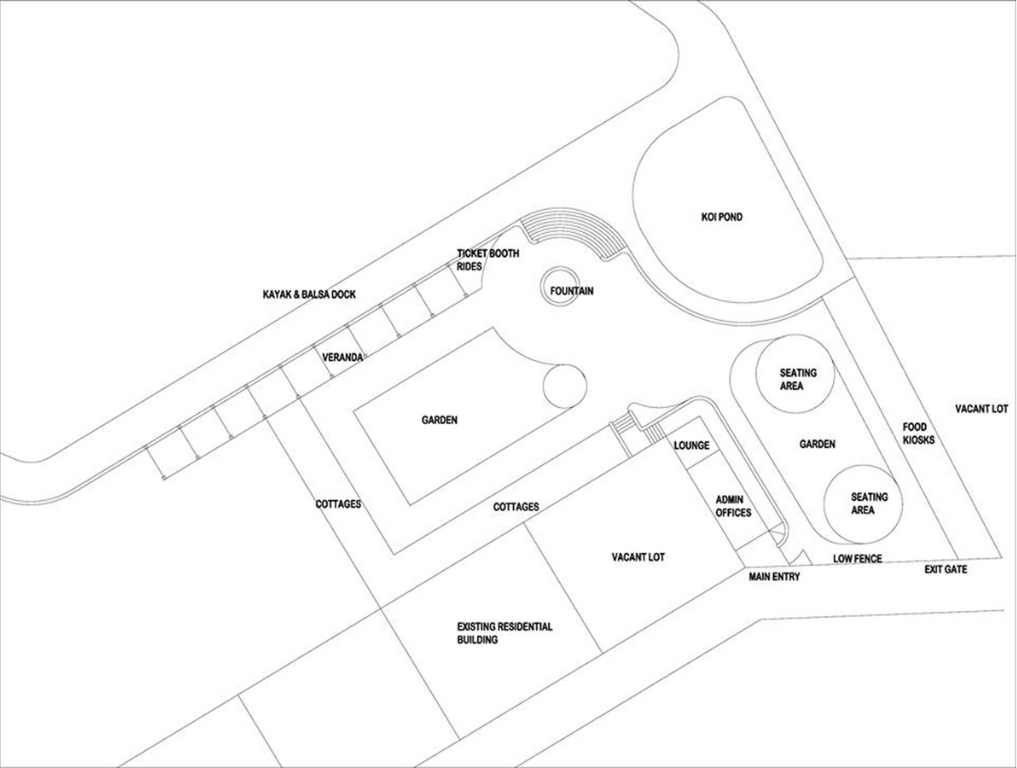 KOI POND
TICKET BOOTH
RIDES
KAYAK & BALSA DOCK
FOUNTAIN
VERANDA
SEATING
AREA
VACANT LOT
GARDEN
FOOD
KIOSKS
GARDEN
LOUNGE
COTTAGES
COTTAGES
ADMIN
OFFICES
SEATING
AREA
VACANT LOT
LOW FENCE
EXIT GATE
MAIN ENTRY
EXISTING RESIDENTIAL
BUILDING